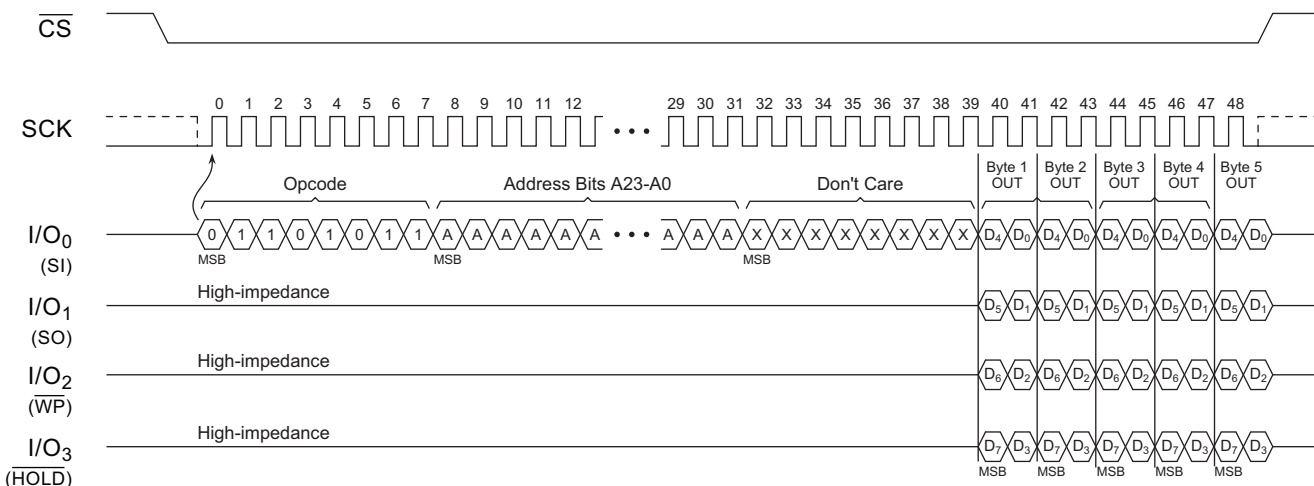 CS
SCK
0 1 2 3 4 5 6 7 8 9 10 11 12 29 30 31 32 33 34 35 36 37 38 39 40 41 42 43 44 45 46 47 48
• • •
Opcode Address Bits A23-A0 Don't Care Byte 1 OUT Byte 2 OUT Byte 3 OUT Byte 4 OUT Byte 5 OUT
I/O0 (SI)
0 1 1 0 1 0 1 1 A A A A A A • • • A A A X X X X X X X X D4 D0 D4 D0 D4 D0 D4 D0 D4 D0
MSB MSB MSB
I/O1 (SO)
High-impedance
D5 D1 D5 D1 D5 D1 D5 D1 D5 D1
I/O2 (WP)
High-impedance
D6 D2 D6 D2 D6 D2 D6 D2 D6 D2
I/O3 (HOLD)
High-impedance
D7 D3 D7 D3 D7 D3 D7 D3 D7 D3
MSB MSB MSB MSB MSB